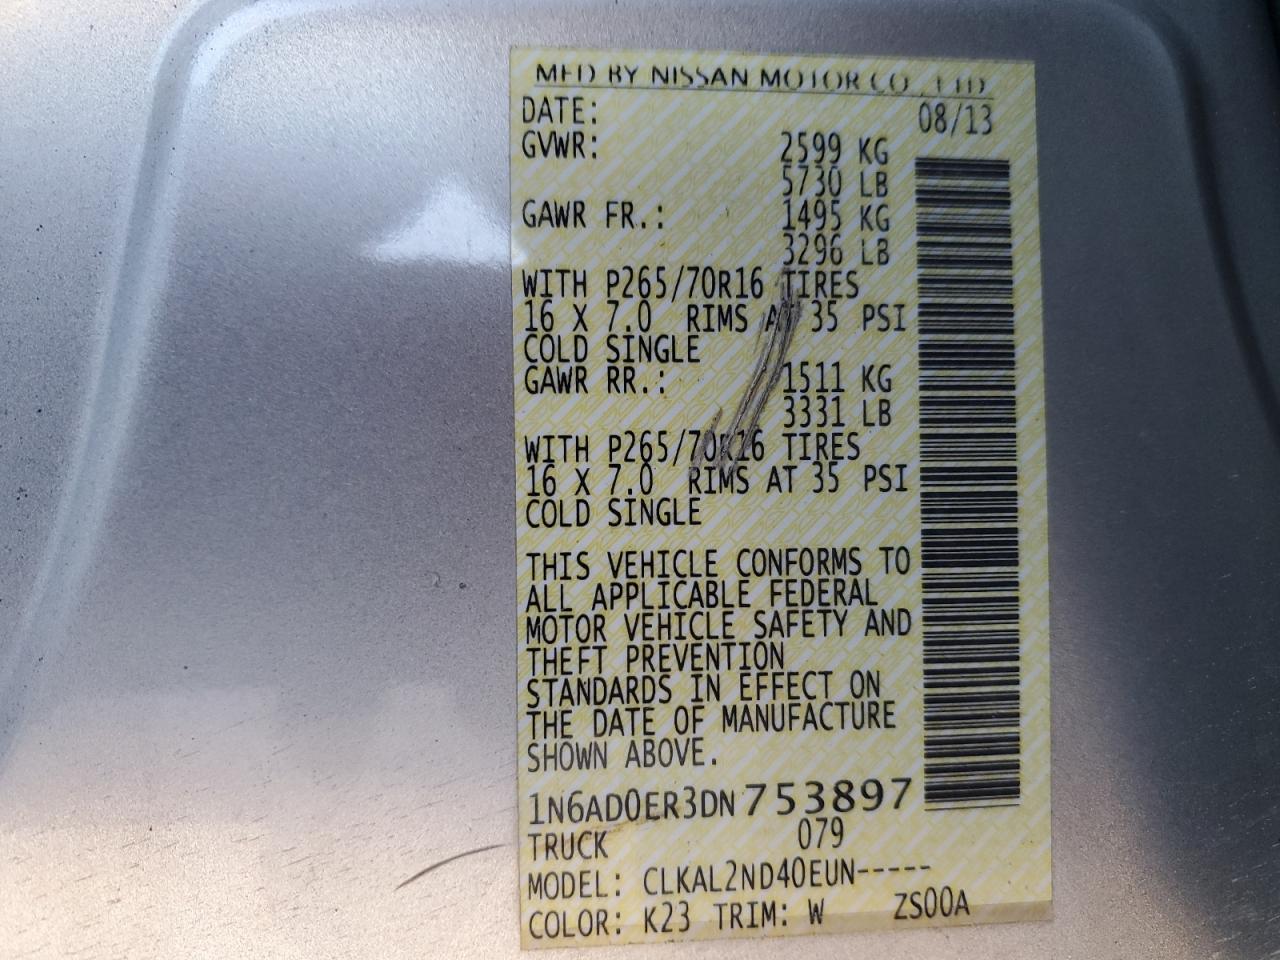 MFD BY NISSAN MOTOR CO., LTD
DATE: 08/13
GVWR: 2599 KG
5730 LB
GAWR FR.: 1495 KG
3296 LB
WITH P265/70R16 TIRES
16 X 7.0 RIMS AT 35 PSI
COLD SINGLE
GAWR RR.: 1511 KG
3331 LB
WITH P265/70R16 TIRES
16 X 7.0 RIMS AT 35 PSI
COLD SINGLE
THIS VEHICLE CONFORMS TO
ALL APPLICABLE FEDERAL
MOTOR VEHICLE SAFETY AND
THEFT PREVENTION
STANDARDS IN EFFECT ON
THE DATE OF MANUFACTURE
SHOWN ABOVE.
1N6AD0ER3DN753897
TRUCK 079
MODEL: CLKAL2ND40EUN-----
COLOR: K23 TRIM: W ZS00A